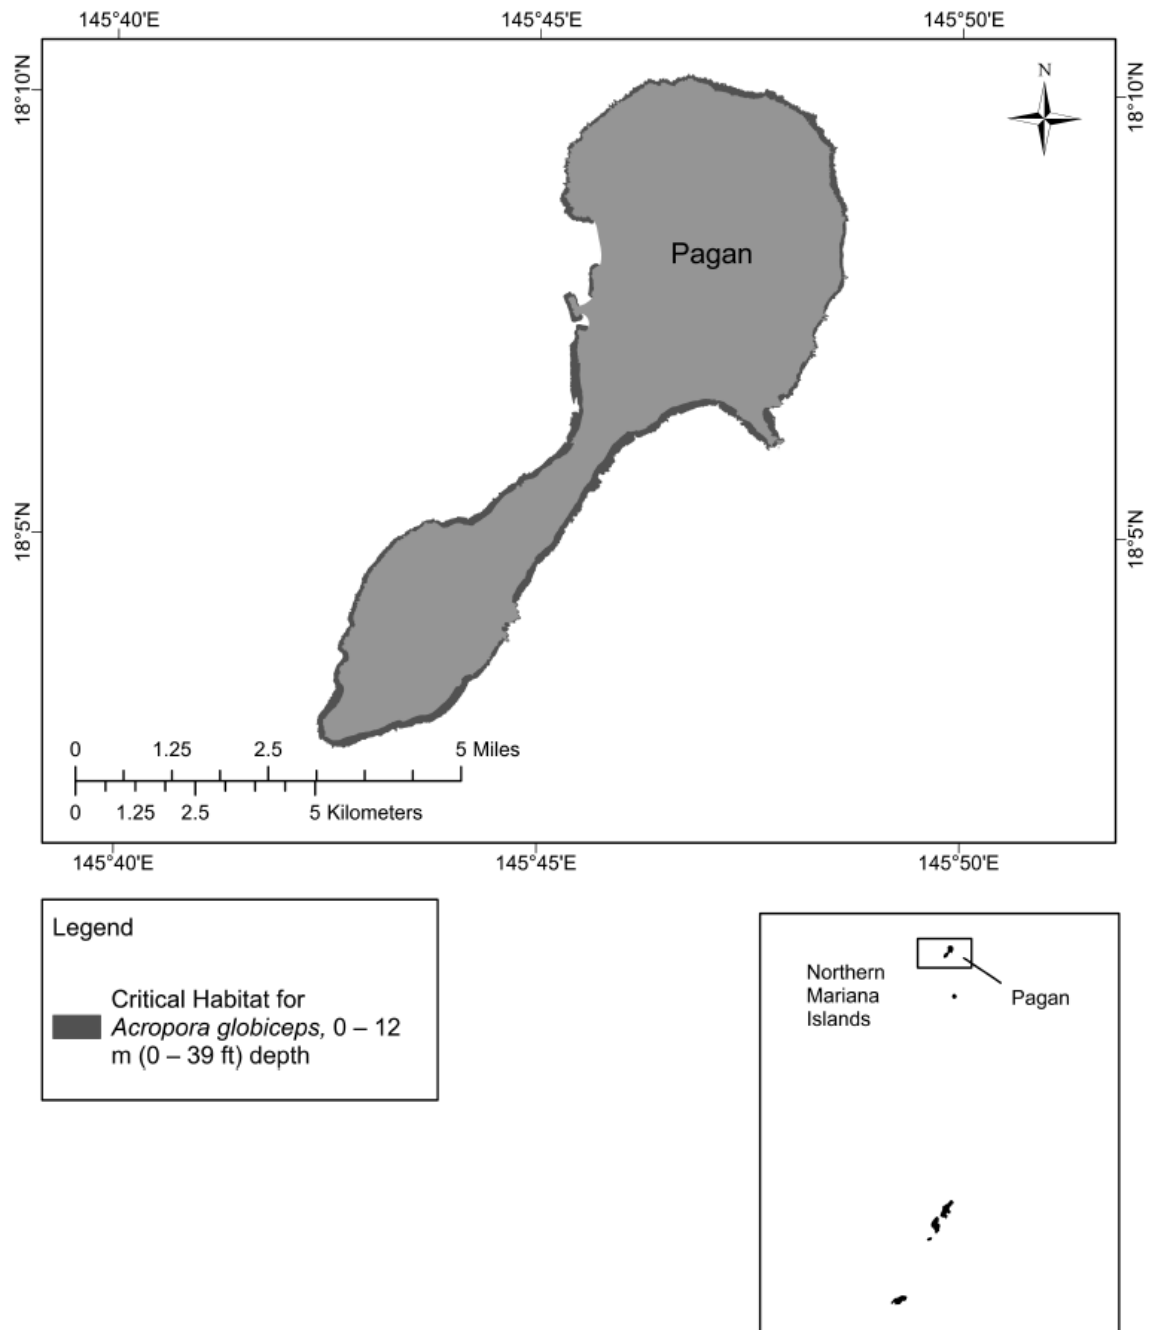 145°40'E 145°45'E 145°50'E
18°10'N 18°10'N
N
Pagan
18°5'N 18°5'N
0 1.25 2.5 5 Miles
0 1.25 2.5 5 Kilometers
145°40'E 145°45'E 145°50'E
Legend
Critical Habitat for
Acropora globiceps, 0 – 12
m (0 – 39 ft) depth
Northern
Mariana
Islands
Pagan